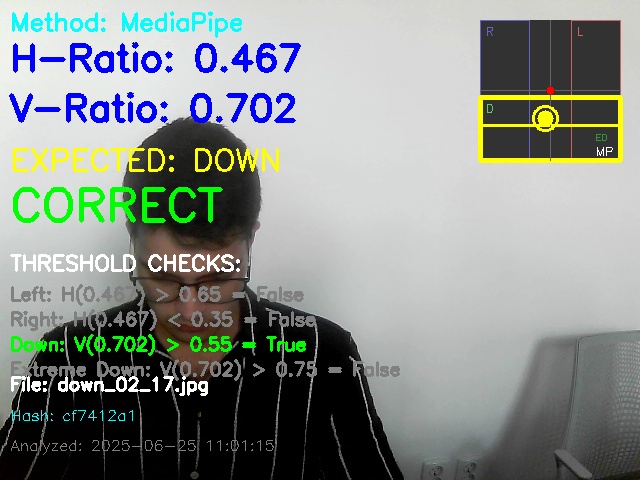 Method: MediaPipe
H-Ratio: 0.467
V-Ratio: 0.702
EXPECTED: DOWN
CORRECT
THRESHOLD CHECKS:
Left: H(0.467) > 0.65 = False
Right: H(0.467) < 0.35 = False
Down: V(0.702) > 0.55 = True
Extreme Down: V(0.702) > 0.75 = False
File: down_02_17.jpg
Hash: cf7412a1
Analyzed: 2025-06-25 11:01:15
R
L
D
ED
MP